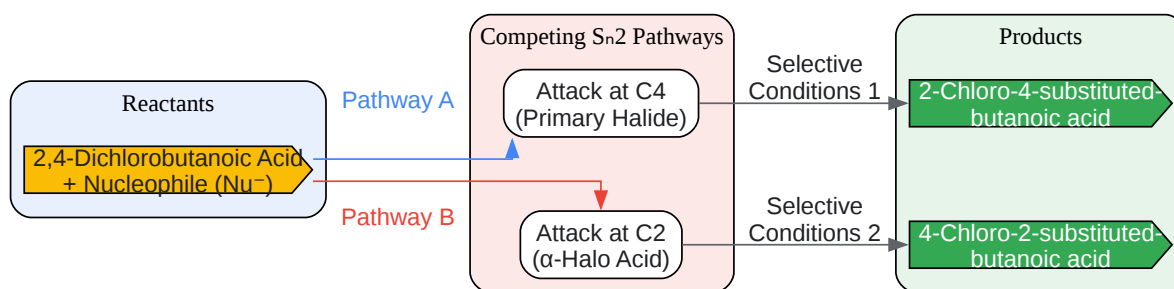 Reactants
2,4-Dichlorobutanoic Acid
+ Nucleophile (Nu⁻)
Pathway A
Pathway B
Competing Sₙ2 Pathways
Attack at C4
(Primary Halide)
Attack at C2
(α-Halo Acid)
Selective
Conditions 1
Selective
Conditions 2
Products
2-Chloro-4-substituted-
butanoic acid
4-Chloro-2-substituted-
butanoic acid